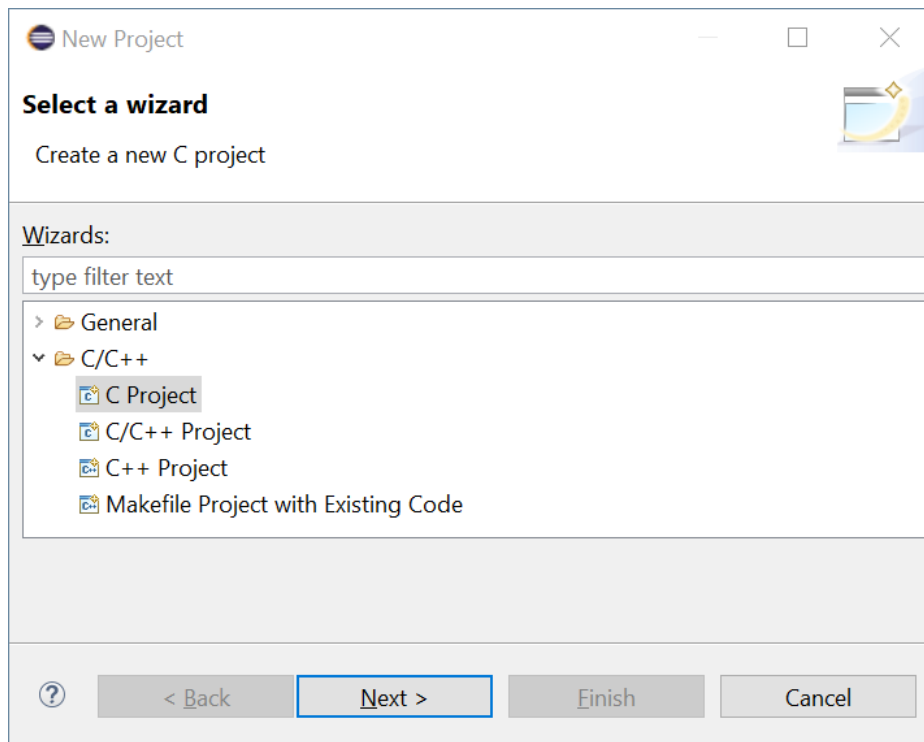 New Project
Select a wizard
Create a new C project
Wizards:
type filter text
General
C/C++
C Project
C/C++ Project
C++ Project
Makefile Project with Existing Code
? < Back Next > Finish Cancel